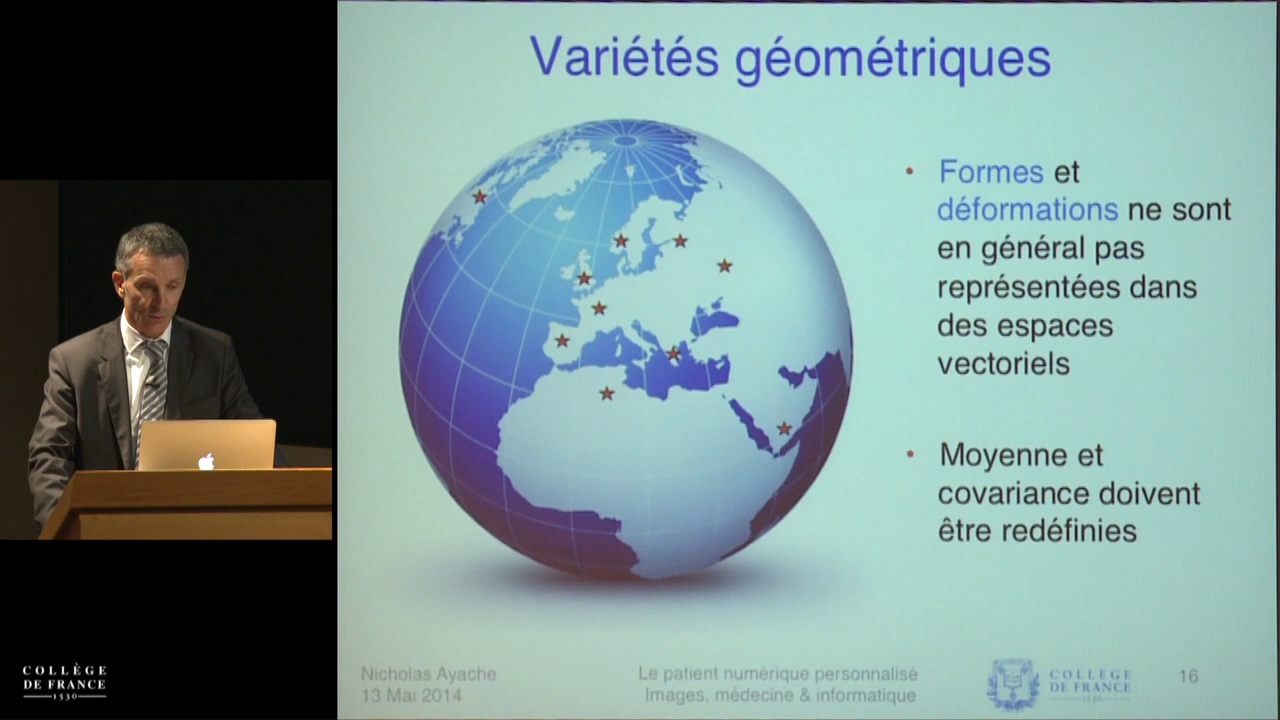 Variétés géométriques
• Formes et
déformations ne sont
en général pas
représentées dans
des espaces
vectoriels
• Moyenne et
covariance doivent
être redéfinies
Nicholas Ayache
13 Mai 2014
Le patient numérique personnalisé
Images, médecine & informatique
COLLÈGE
DE FRANCE
1530
16
COLLÈGE
DE FRANCE
1530